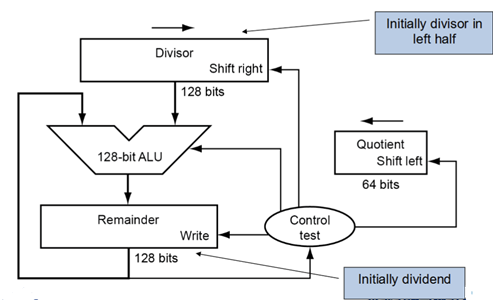 Initially divisor in
left half
Divisor
Shift right
128 bits
128-bit ALU
Quotient
Shift left
64 bits
Remainder
Write
Control
test
128 bits
Initially dividend